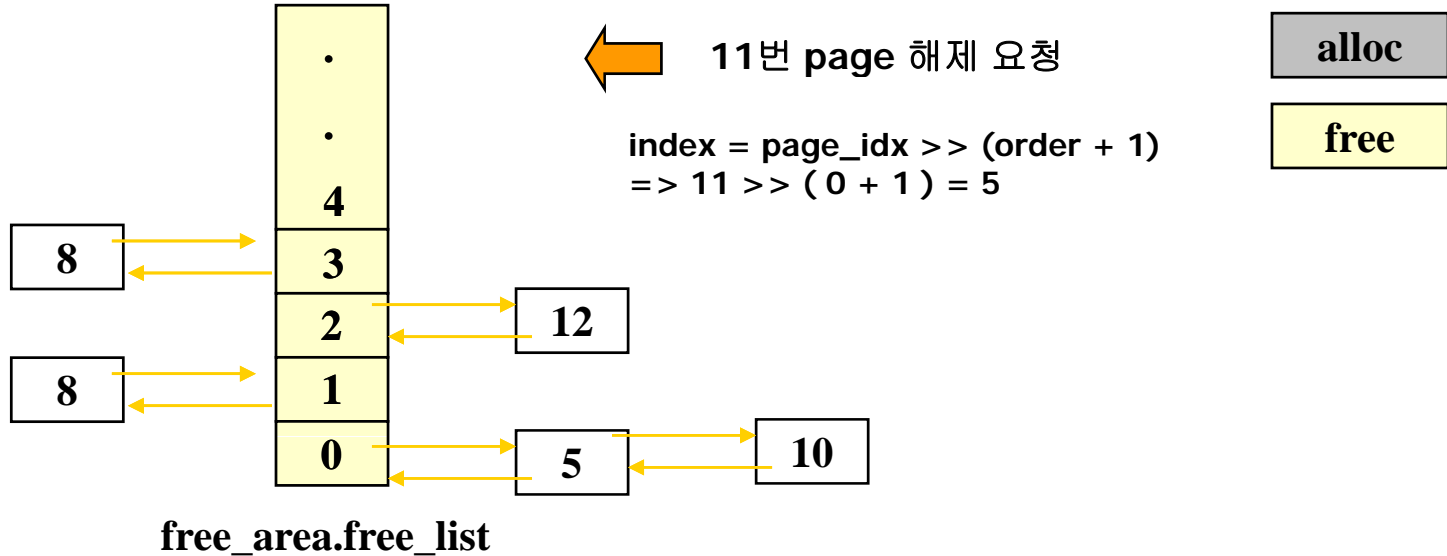 .
.
4
3
2
1
0
8
8
12
5
10
free_area.free_list
11번 page 해제 요청
index = page_idx >> (order + 1)
=> 11 >> ( 0 + 1 ) = 5
alloc
free